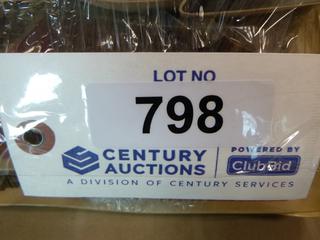 LOT NO
798
CENTURY AUCTIONS
POWERED BY
ClubBid
A DIVISION OF CENTURY SERVICES